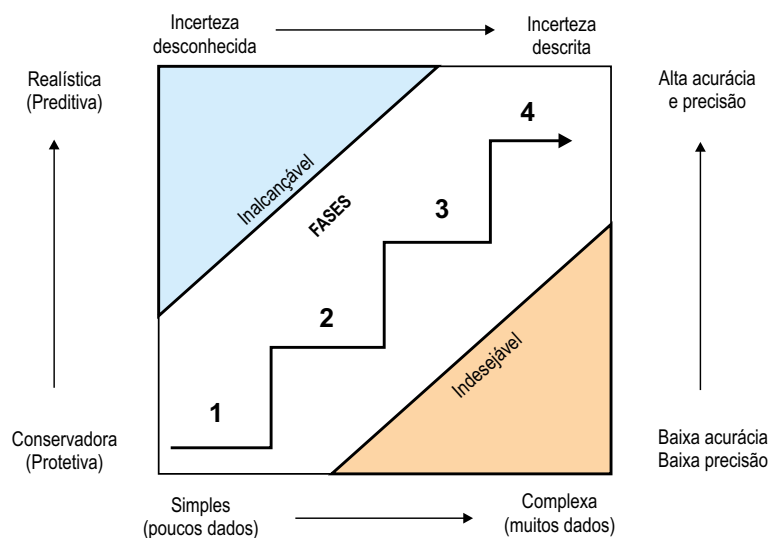 Incerteza
desconhecida
Incerteza
descrita
Realística
(Preditiva)
Alta acurácia
e precisão
4
Inalcançável
FASES
3
2
Indesejável
1
Conservadora
(Protetiva)
Baixa acurácia
Baixa precisão
Simples
(poucos dados)
Complexa
(muitos dados)